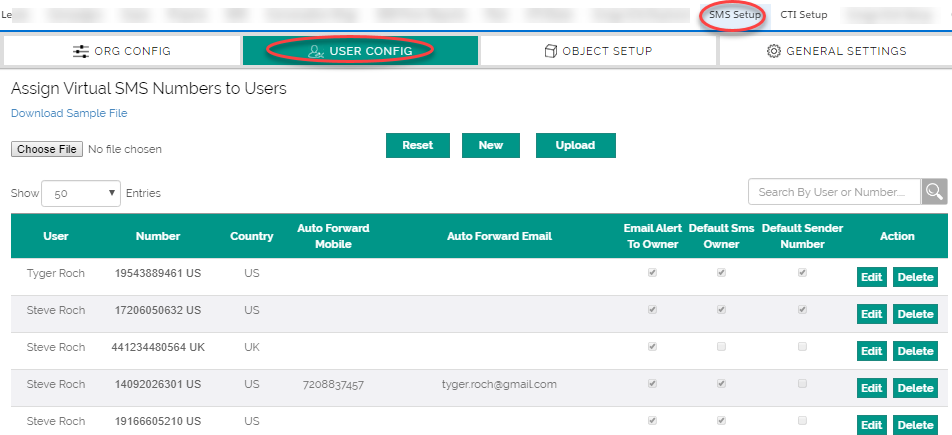 Le SMS Setup CTI Setup
ORG CONFIG USER CONFIG OBJECT SETUP GENERAL SETTINGS
Assign Virtual SMS Numbers to Users
Download Sample File
Choose File No file chosen Reset New Upload
Show 50 Entries Search By User or Number....
User Number Country Auto Forward Mobile Auto Forward Email Email Alert To Owner Default Sms Owner Default Sender Number Action
Tyger Roch 19543889461 US US Edit Delete
Steve Roch 17206050632 US US Edit Delete
Steve Roch 441234480564 UK UK Edit Delete
Steve Roch 14092026301 US US 7208837457 tyger.roch@gmail.com Edit Delete
Steve Roch 19166605210 US US Edit Delete